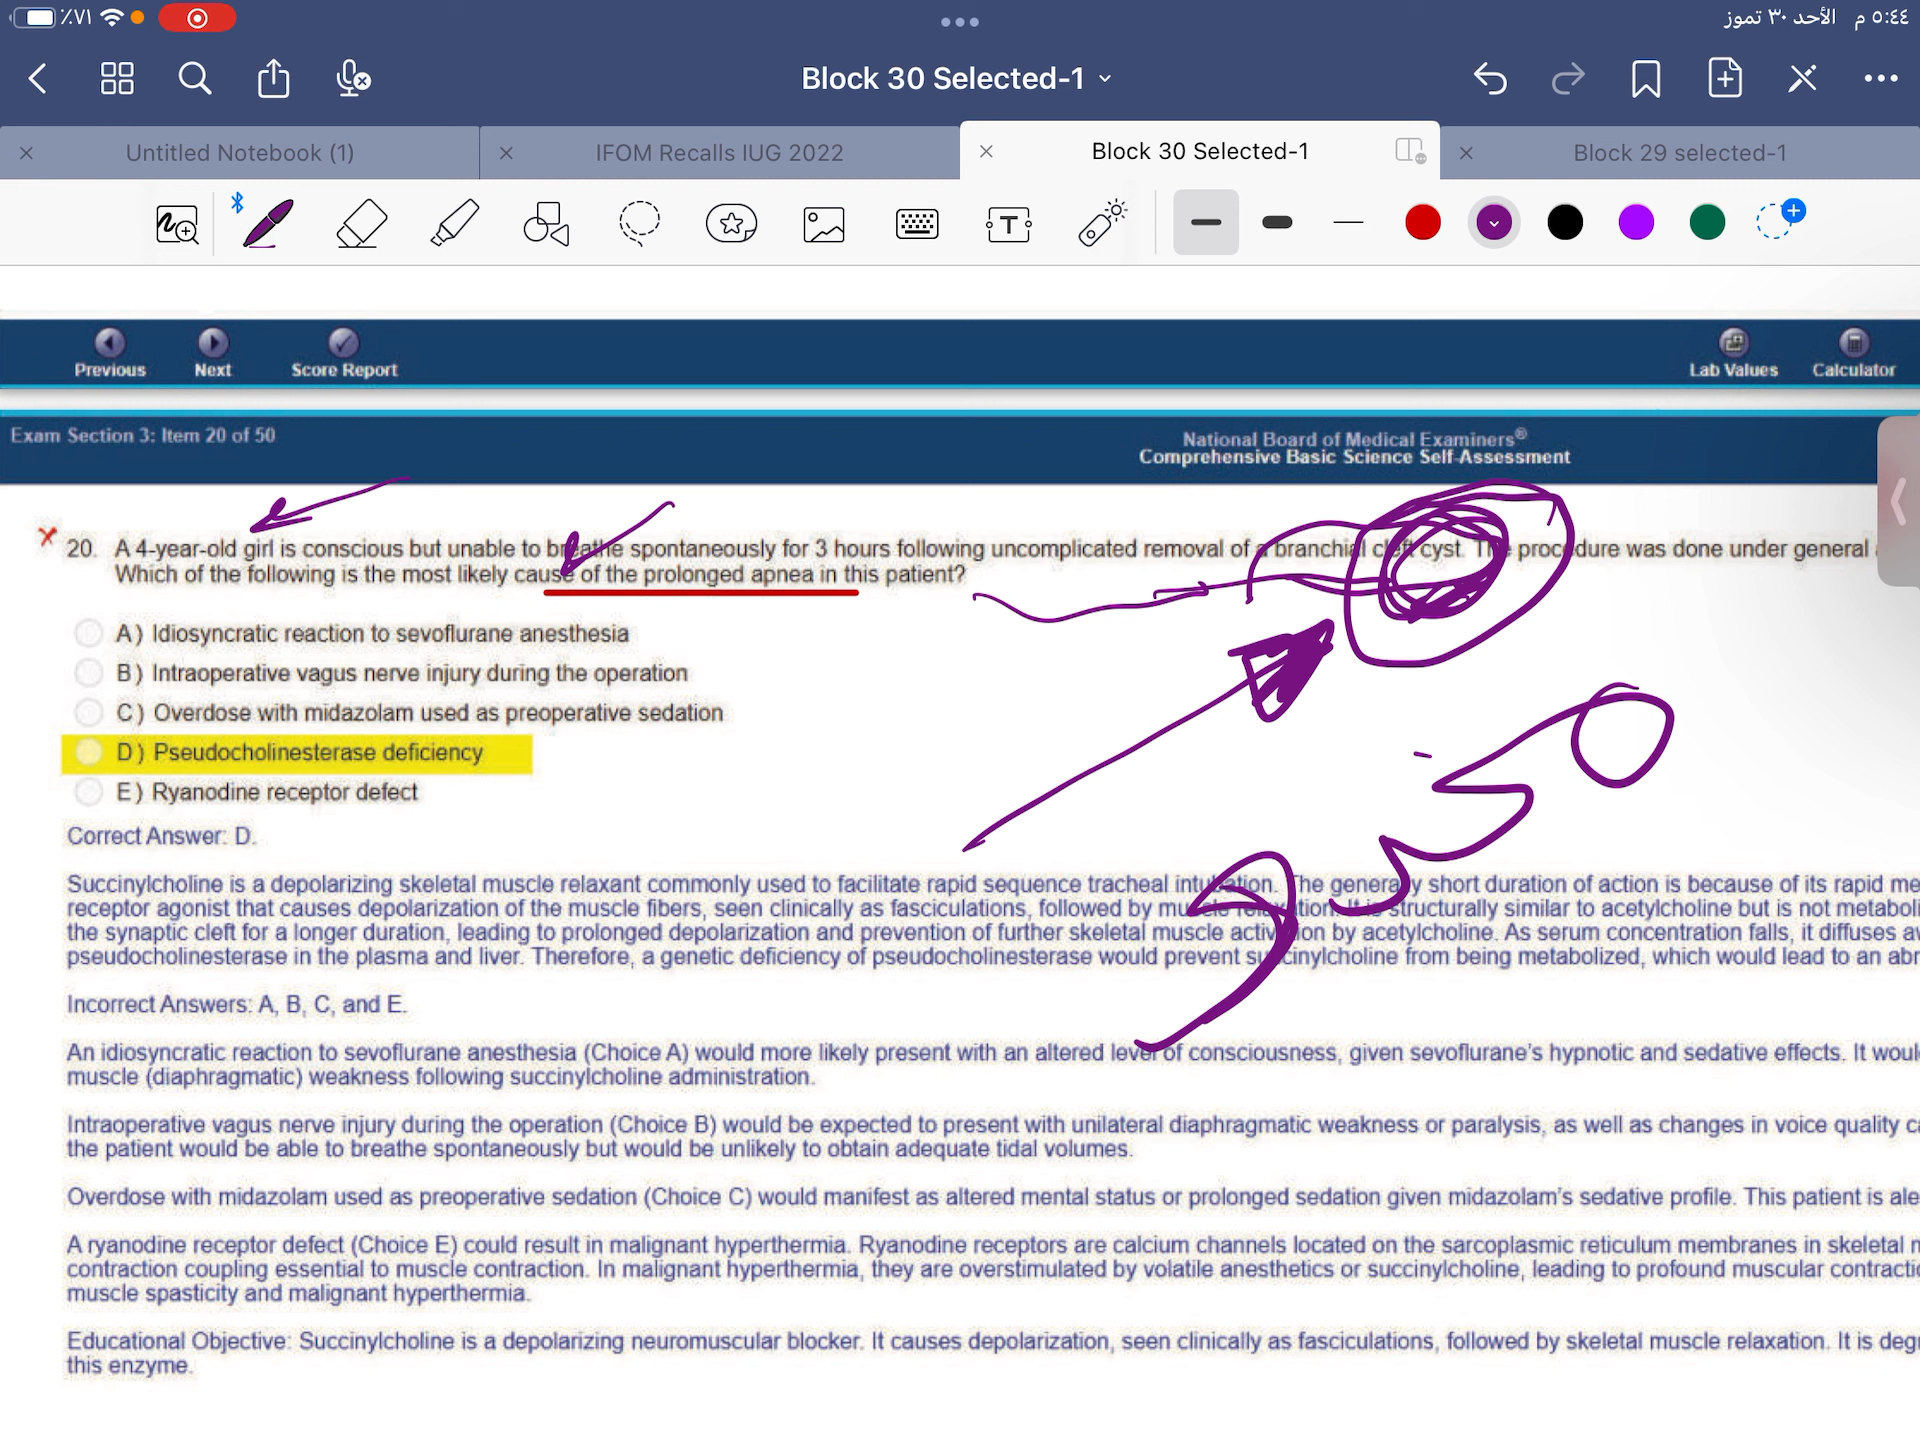 ٪٧١
٥:٤٤ م الأحد ٣٠ تموز
Block 30 Selected-1
Untitled Notebook (1)
IFOM Recalls IUG 2022
Block 30 Selected-1
Block 29 selected-1
Previous
Next
Score Report
Lab Values
Calculator
Exam Section 3: Item 20 of 50
National Board of Medical Examiners®
Comprehensive Basic Science Self-Assessment
20. A 4-year-old girl is conscious but unable to breathe spontaneously for 3 hours following uncomplicated removal of a branchial cleft cyst. The procedure was done under general
Which of the following is the most likely cause of the prolonged apnea in this patient?
A) Idiosyncratic reaction to sevoflurane anesthesia
B) Intraoperative vagus nerve injury during the operation
C) Overdose with midazolam used as preoperative sedation
D) Pseudocholinesterase deficiency
E) Ryanodine receptor defect
Correct Answer: D.
Succinylcholine is a depolarizing skeletal muscle relaxant commonly used to facilitate rapid sequence tracheal intubation. The generally short duration of action is because of its rapid me
receptor agonist that causes depolarization of the muscle fibers, seen clinically as fasciculations, followed by muscle relaxation. It is structurally similar to acetylcholine but is not metaboli
the synaptic cleft for a longer duration, leading to prolonged depolarization and prevention of further skeletal muscle activation by acetylcholine. As serum concentration falls, it diffuses av
pseudocholinesterase in the plasma and liver. Therefore, a genetic deficiency of pseudocholinesterase would prevent succinylcholine from being metabolized, which would lead to an abr
Incorrect Answers: A, B, C, and E.
An idiosyncratic reaction to sevoflurane anesthesia (Choice A) would more likely present with an altered level of consciousness, given sevoflurane's hypnotic and sedative effects. It woul
muscle (diaphragmatic) weakness following succinylcholine administration.
Intraoperative vagus nerve injury during the operation (Choice B) would be expected to present with unilateral diaphragmatic weakness or paralysis, as well as changes in voice quality ca
the patient would be able to breathe spontaneously but would be unlikely to obtain adequate tidal volumes.
Overdose with midazolam used as preoperative sedation (Choice C) would manifest as altered mental status or prolonged sedation given midazolam's sedative profile. This patient is ale
A ryanodine receptor defect (Choice E) could result in malignant hyperthermia. Ryanodine receptors are calcium channels located on the sarcoplasmic reticulum membranes in skeletal m
contraction coupling essential to muscle contraction. In malignant hyperthermia, they are overstimulated by volatile anesthetics or succinylcholine, leading to profound muscular contractio
muscle spasticity and malignant hyperthermia.
Educational Objective: Succinylcholine is a depolarizing neuromuscular blocker. It causes depolarization, seen clinically as fasciculations, followed by skeletal muscle relaxation. It is degr
this enzyme.